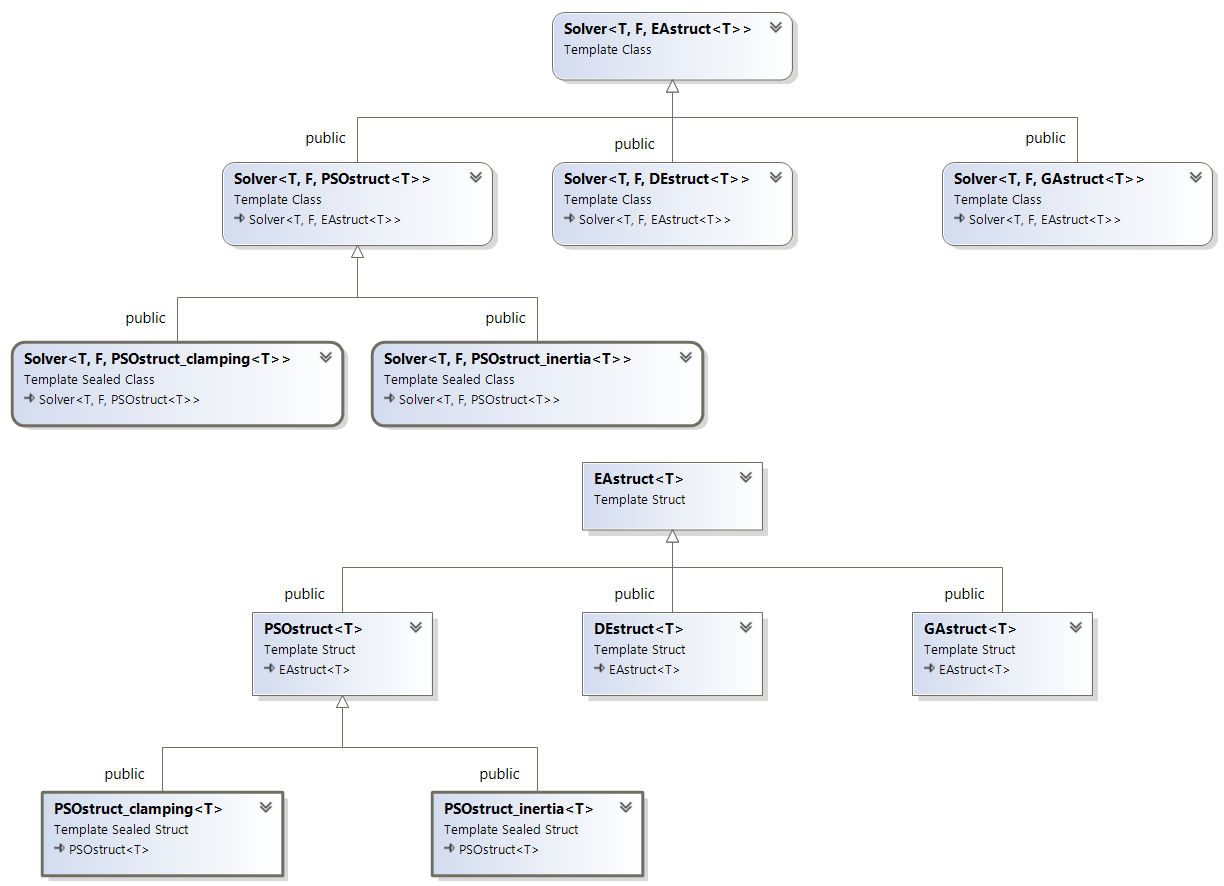 Solver<T, F, EAstruct<T>>
Template Class
public
public
public
Solver<T, F, PSOstruct<T>>
Template Class
Solver<T, F, EAstruct<T>>
Solver<T, F, DEstruct<T>>
Template Class
Solver<T, F, EAstruct<T>>
Solver<T, F, GAstruct<T>>
Template Class
Solver<T, F, EAstruct<T>>
public
public
Solver<T, F, PSOstruct_clamping<T>>
Template Sealed Class
Solver<T, F, PSOstruct<T>>
Solver<T, F, PSOstruct_inertia<T>>
Template Sealed Class
Solver<T, F, PSOstruct<T>>
EAstruct<T>
Template Struct
public
public
public
PSOstruct<T>
Template Struct
EAstruct<T>
DEstruct<T>
Template Struct
EAstruct<T>
GAstruct<T>
Template Struct
EAstruct<T>
public
public
PSOstruct_clamping<T>
Template Sealed Struct
PSOstruct<T>
PSOstruct_inertia<T>
Template Sealed Struct
PSOstruct<T>